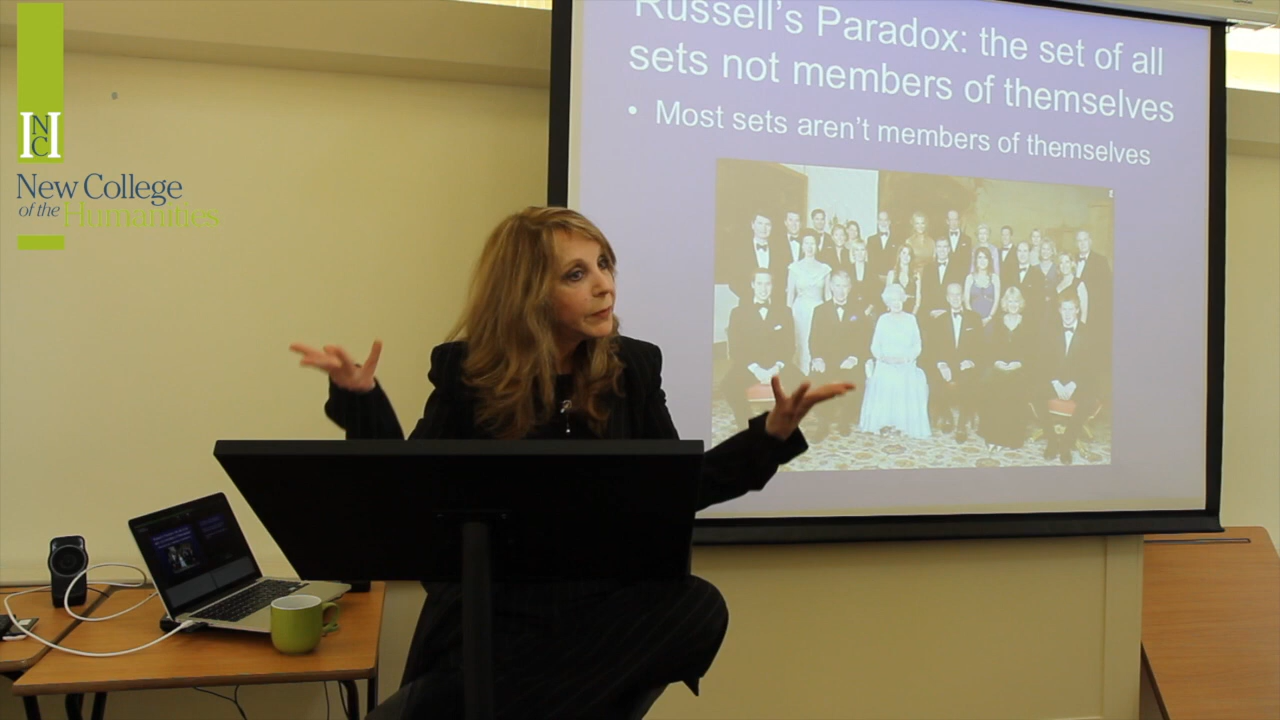 NCH
New College
of the Humanities
Russell's Paradox: the set of all
sets not members of themselves
• Most sets aren't members of themselves